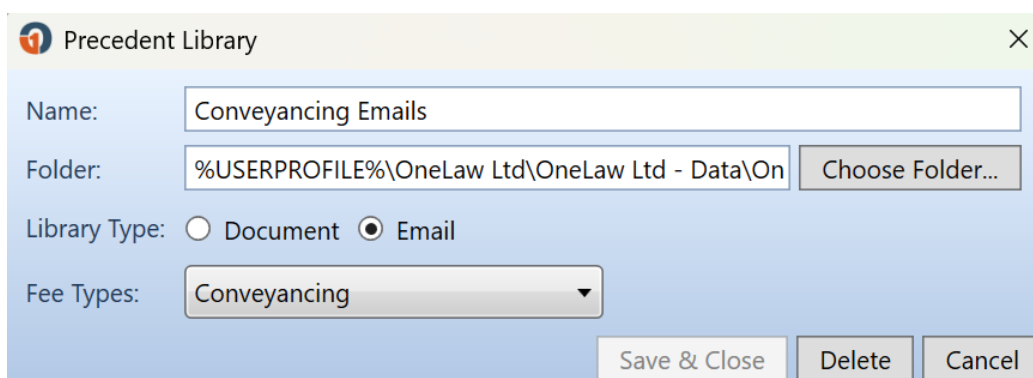 Precedent Library
Name: Conveyancing Emails
Folder: %USERPROFILE%\OneLaw Ltd\OneLaw Ltd - Data\On Choose Folder...
Library Type: Document Email
Fee Types: Conveyancing
Save & Close Delete Cancel